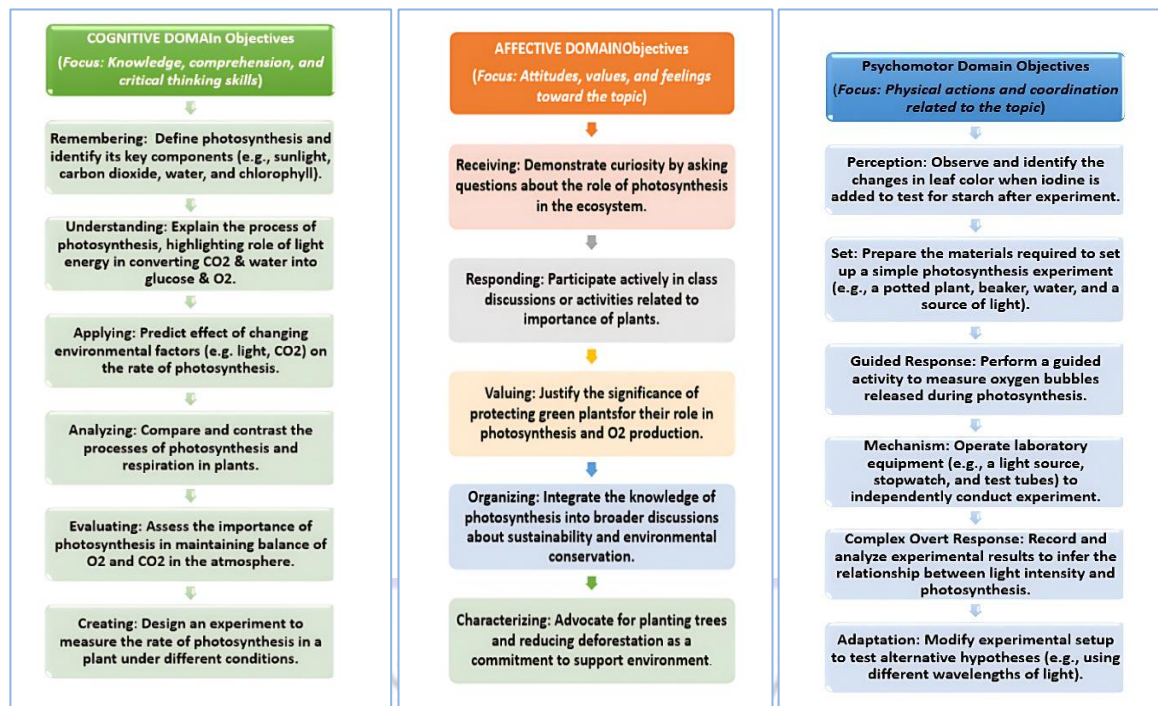 COGNITIVE DOMAIn Objectives
(Focus: Knowledge, comprehension, and
critical thinking skills)
Remembering: Define photosynthesis and
identify its key components (e.g., sunlight,
carbon dioxide, water, and chlorophyll).
Understanding: Explain the process of
photosynthesis, highlighting role of light
energy in converting CO2 & water into
glucose & O2.
Applying: Predict effect of changing
environmental factors (e.g. light, CO2) on
the rate of photosynthesis.
Analyzing: Compare and contrast the
processes of photosynthesis and
respiration in plants.
Evaluating: Assess the importance of
photosynthesis in maintaining balance of
O2 and CO2 in the atmosphere.
Creating: Design an experiment to
measure the rate of photosynthesis in a
plant under different conditions.
AFFECTIVE DOMAINObjectives
(Focus: Attitudes, values, and feelings
toward the topic)
Receiving: Demonstrate curiosity by asking
questions about the role of photosynthesis
in the ecosystem.
Responding: Participate actively in class
discussions or activities related to
importance of plants.
Valuing: Justify the significance of
protecting green plantsfor their role in
photosynthesis and O2 production.
Organizing: Integrate the knowledge of
photosynthesis into broader discussions
about sustainability and environmental
conservation.
Characterizing: Advocate for planting trees
and reducing deforestation as a
commitment to support environment.
Psychomotor Domain Objectives
(Focus: Physical actions and coordination
related to the topic)
Perception: Observe and identify the
changes in leaf color when iodine is
added to test for starch after experiment.
Set: Prepare the materials required to set
up a simple photosynthesis experiment
(e.g., a potted plant, beaker, water, and a
source of light).
Guided Response: Perform a guided
activity to measure oxygen bubbles
released during photosynthesis.
Mechanism: Operate laboratory
equipment (e.g., a light source,
stopwatch, and test tubes) to
independently conduct experiment.
Complex Overt Response: Record and
analyze experimental results to infer the
relationship between light intensity and
photosynthesis.
Adaptation: Modify experimental setup
to test alternative hypotheses (e.g., using
different wavelengths of light).